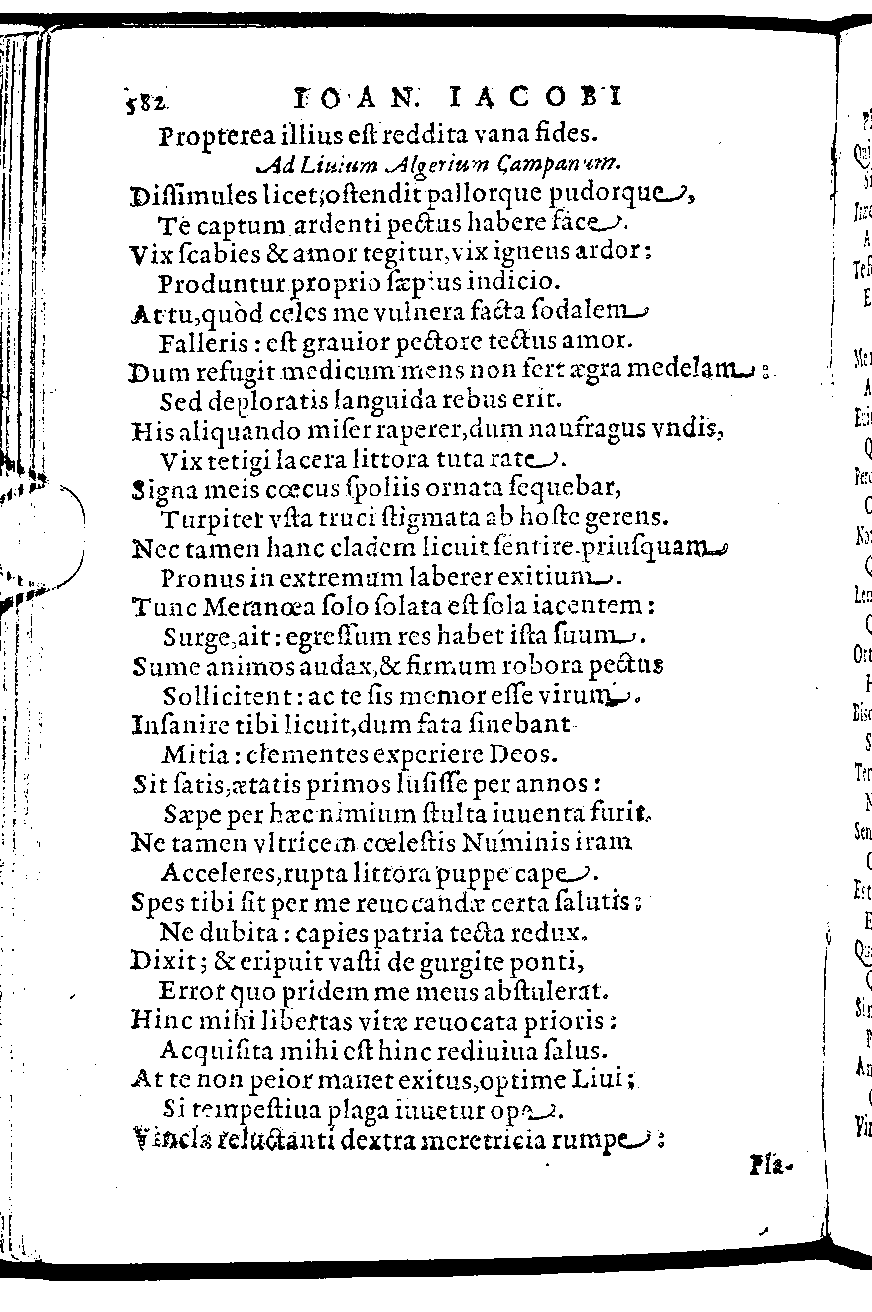 582 IOAN. IACOBI
Propterea illius eſt reddita vana fides.
Ad Liuium Algerium Campanum.
Diſſimules licet; oſtendit pallorque pudorque,
Te captum ardenti pectus habere face.
Vix ſcabies & amor tegitur, vix igneus ardor;
Produntur proprio ſæpius indicio.
At tu, quòd celes me vulnera facta ſodalem
Falleris: eſt grauior pectore tectus amor.
Dum refugit medicum mens non fert ægra medelam:
Sed deploratis languida rebus erit.
His aliquando miſer raperer, dum naufragus vndis,
Vix tetigi lacera littora tuta rate.
Signa meis cœcus ſpoliis ornata ſequebar,
Turpiter vſta truci ſtigmata ab hoſte gerens.
Nec tamen hanc cladem licuit ſentire priuſquam
Pronus in extremum laberer exitium.
Tunc Metanœa ſolo ſolata eſt ſola iacentem:
Surge, ait: egreſſum res habet iſta ſuum.
Sume animos audax, & firmum robora pectus
Sollicitent: ac te ſis memor eſſe virum.
Inſanire tibi licuit, dum fata ſinebant
Mitia: clementes experiere Deos.
Sit ſatis, ætatis primos luſiſſe per annos:
Sæpe per hæc nimium ſtulta iuuenta furit.
Ne tamen vltricem cœleſtis Numinis iram
Acceleres, rupta littora puppe cape.
Spes tibi ſit per me reuocandæ certa ſalutis:
Ne dubita: capies patria tecta redux.
Dixit; & eripuit vaſti de gurgite ponti,
Error quo pridem me meus abſtulerat.
Hinc mihi libertas vitæ reuocata prioris:
Acquiſita mihi eſt hinc rediuiua ſalus.
At te non peior manet exitus, optime Liui;
Si tempeſtiua plaga iuuetur ope.
Vincla reluctanti dextra meretricia rumpe:
Pla-